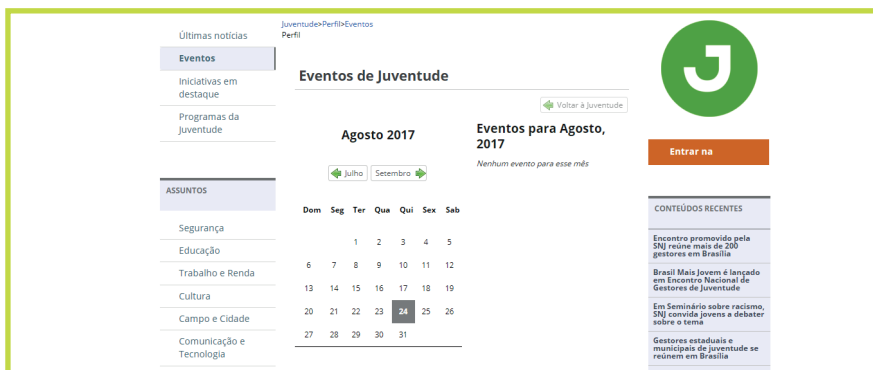 Últimas notícias
Eventos
Iniciativas em
destaque
Programas da
Juventude
ASSUNTOS
Segurança
Educação
Trabalho e Renda
Cultura
Campo e Cidade
Comunicação e
Tecnologia
Juventude>Perfil>Eventos
Perfil
Eventos de Juventude
Voltar à Juventude
Agosto 2017
Julho Setembro
Dom Seg Ter Qua Qui Sex Sab
1 2 3 4 5
6 7 8 9 10 11 12
13 14 15 16 17 18 19
20 21 22 23 24 25 26
27 28 29 30 31
Eventos para Agosto,
2017
Nenhum evento para esse mês
J
Entrar na
CONTEÚDOS RECENTES
Encontro promovido pela
SNJ reúne mais de 200
gestores em Brasília
Brasil Mais Jovem é lançado
em Encontro Nacional de
Gestores de Juventude
Em Seminário sobre racismo,
SNJ convida jovens a debater
sobre o tema
Gestores estaduais e
municipais de juventude se
reúnem em Brasília